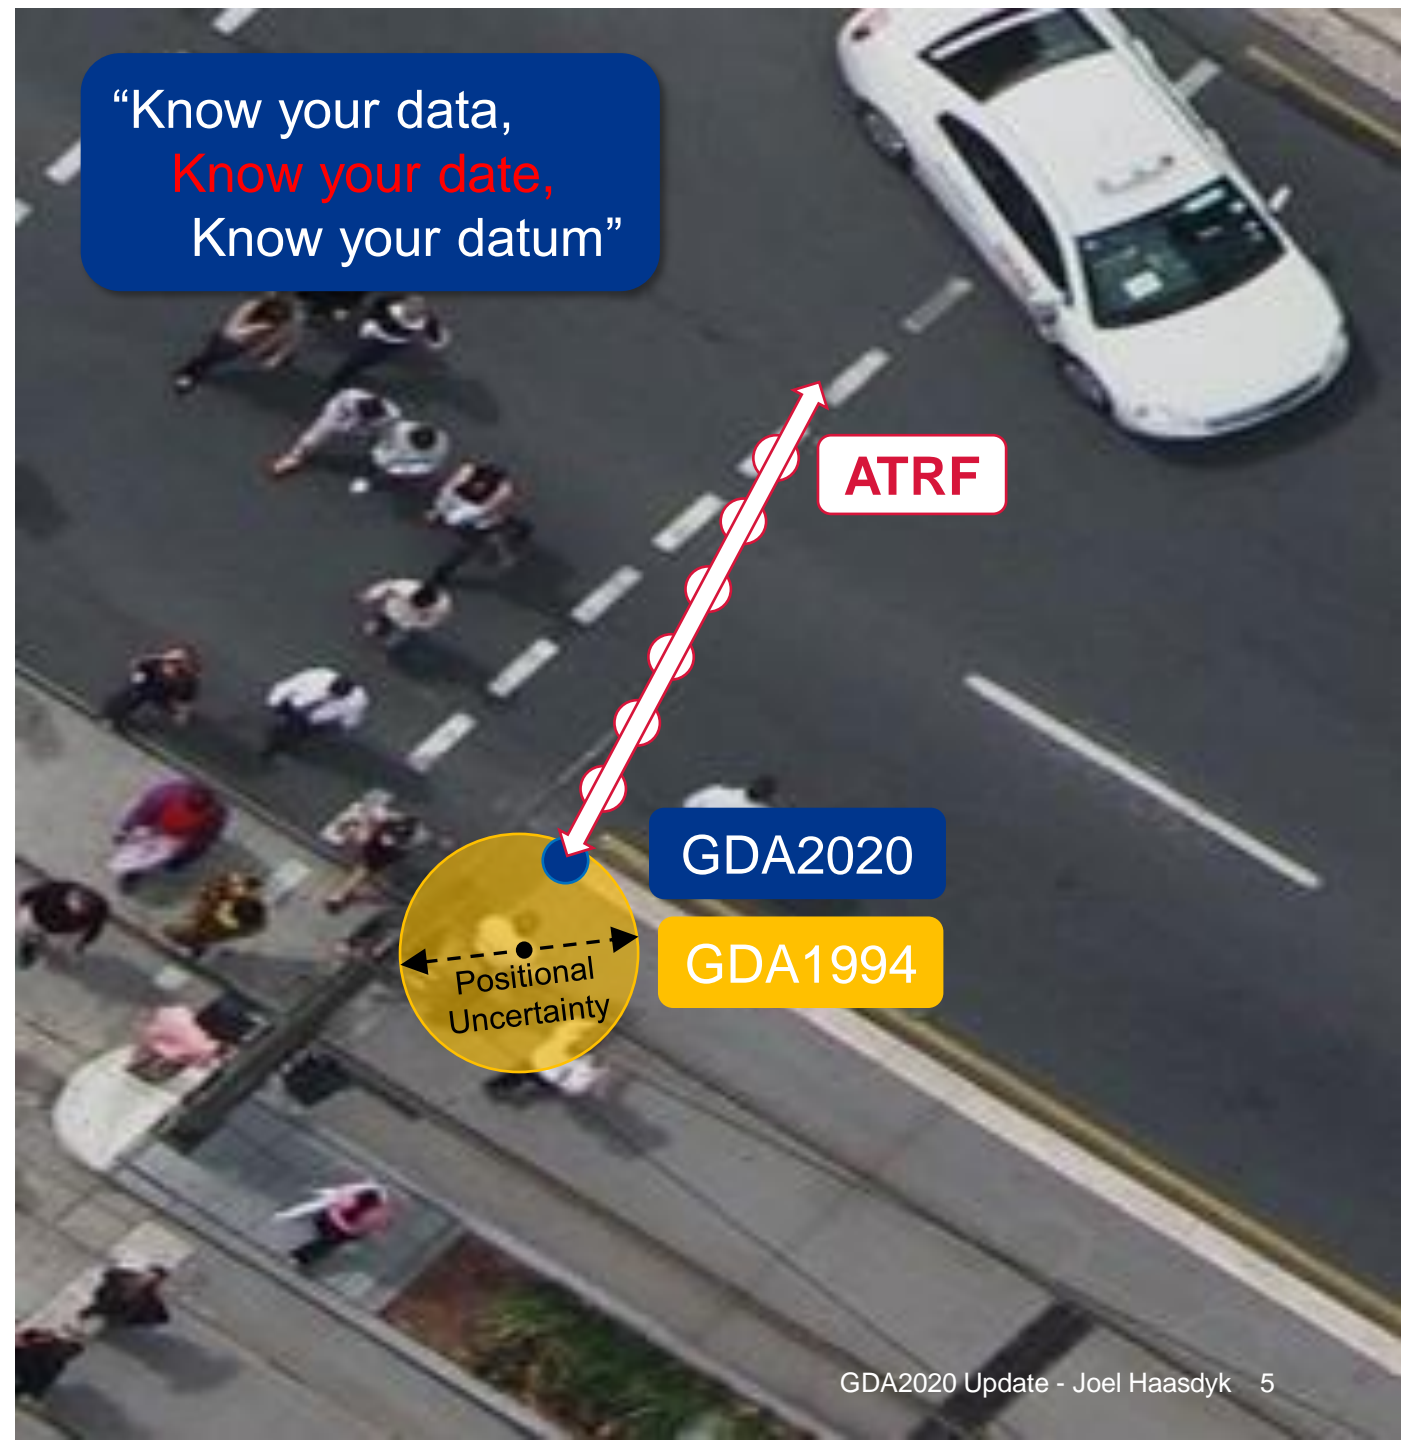 “Know your data,
Know your date,
Know your datum”
ATRF
GDA2020
GDA1994
Positional
Uncertainty
GDA2020 Update - Joel Haasdyk 5